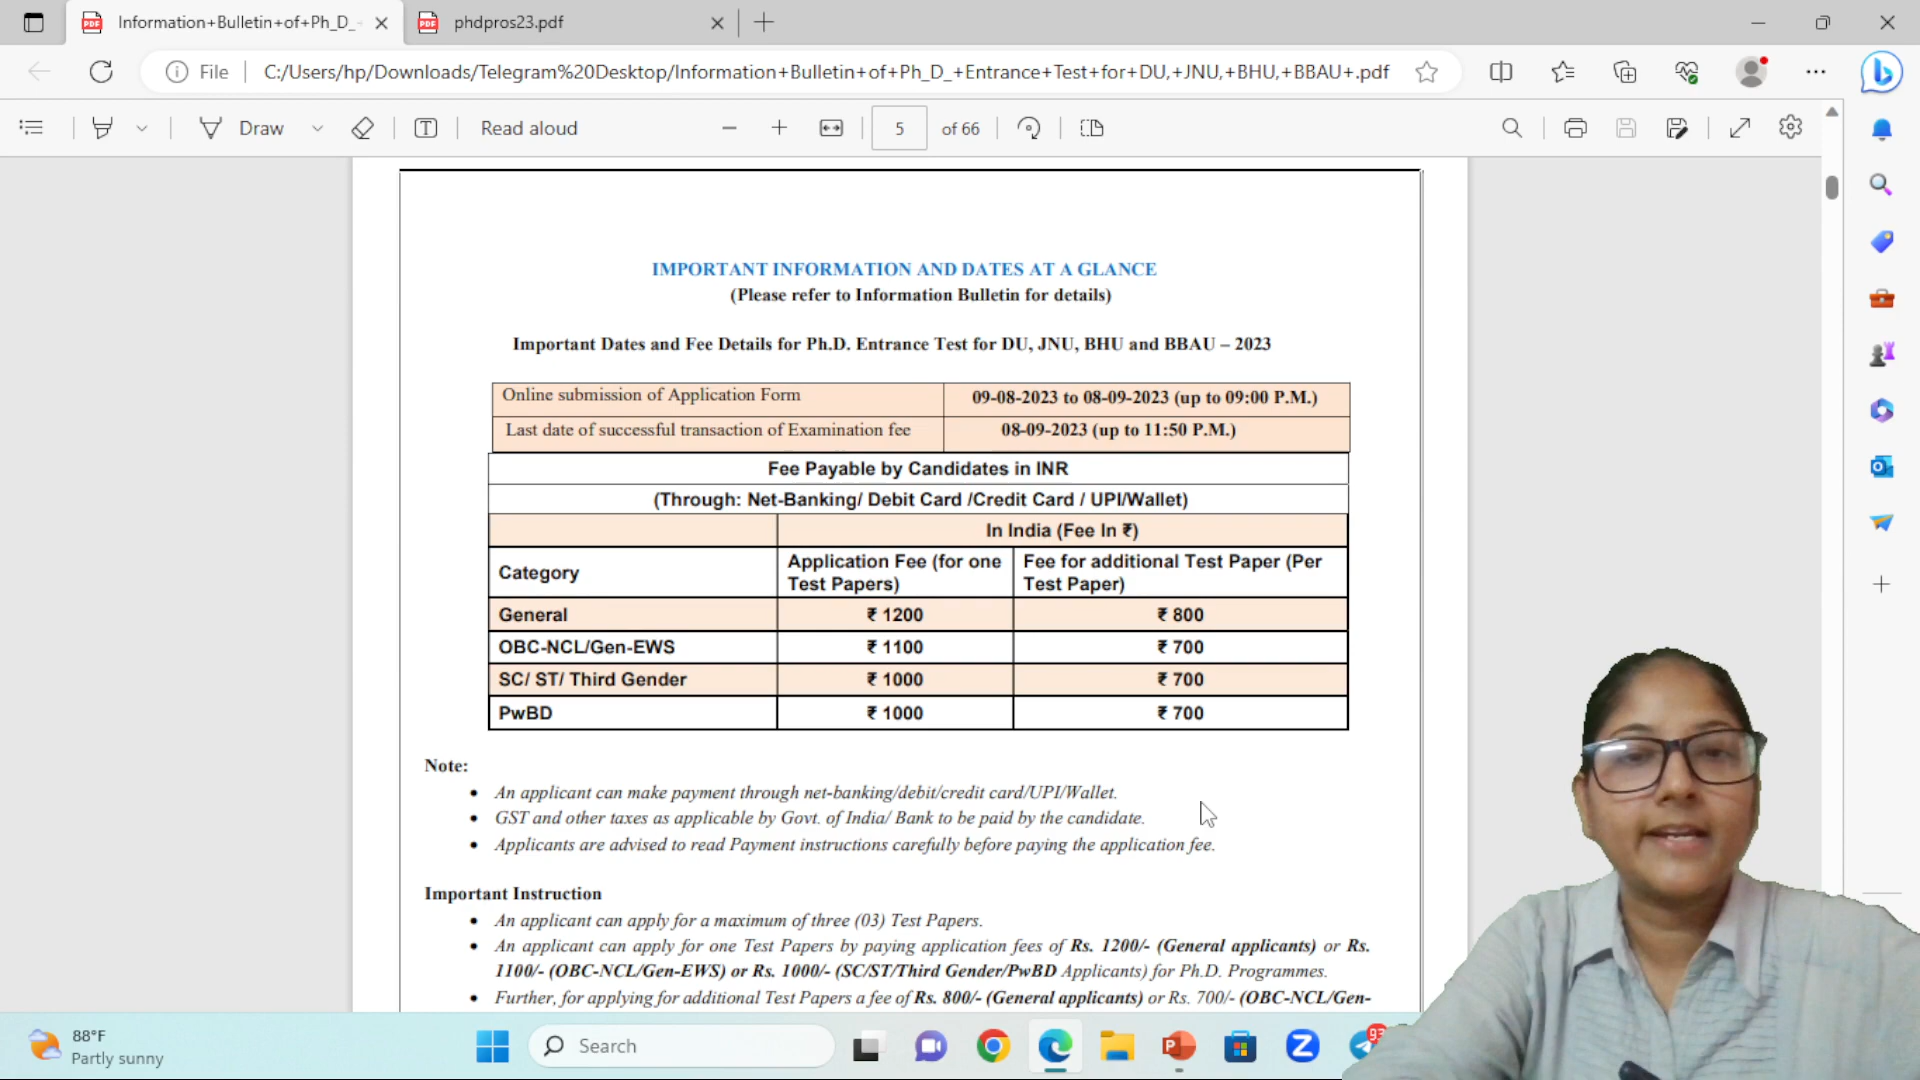 Information+Bulletin+of+Ph_D_-
phdpros23.pdf
File
C:/Users/hp/Downloads/Telegram%20Desktop/Information+Bulletin+of+Ph_D_+Entrance+Test+for+DU,+JNU,+BHU,+BBAU+.pdf
Draw
Read aloud
5 of 66
IMPORTANT INFORMATION AND DATES AT A GLANCE
(Please refer to Information Bulletin for details)
Important Dates and Fee Details for Ph.D. Entrance Test for DU, JNU, BHU and BBAU – 2023
Online submission of Application Form 09-08-2023 to 08-09-2023 (up to 09:00 P.M.)
Last date of successful transaction of Examination fee 08-09-2023 (up to 11:50 P.M.)
Fee Payable by Candidates in INR
(Through: Net-Banking/ Debit Card /Credit Card / UPI/Wallet)
In India (Fee In ₹)
Category
Application Fee (for one
Test Papers)
Fee for additional Test Paper (Per
Test Paper)
General ₹ 1200 ₹ 800
OBC-NCL/Gen-EWS ₹ 1100 ₹ 700
SC/ ST/ Third Gender ₹ 1000 ₹ 700
PwBD ₹ 1000 ₹ 700
Note:
• An applicant can make payment through net-banking/debit/credit card/UPI/Wallet.
• GST and other taxes as applicable by Govt. of India/ Bank to be paid by the candidate.
• Applicants are advised to read Payment instructions carefully before paying the application fee.
Important Instruction
• An applicant can apply for a maximum of three (03) Test Papers.
• An applicant can apply for one Test Papers by paying application fees of Rs. 1200/- (General applicants) or Rs.
1100/- (OBC-NCL/Gen-EWS) or Rs. 1000/- (SC/ST/Third Gender/PwBD Applicants) for Ph.D. Programmes.
• Further, for applying for additional Test Papers a fee of Rs. 800/- (General applicants) or Rs. 700/- (OBC-NCL/Gen-
88°F
Partly sunny
Search
93